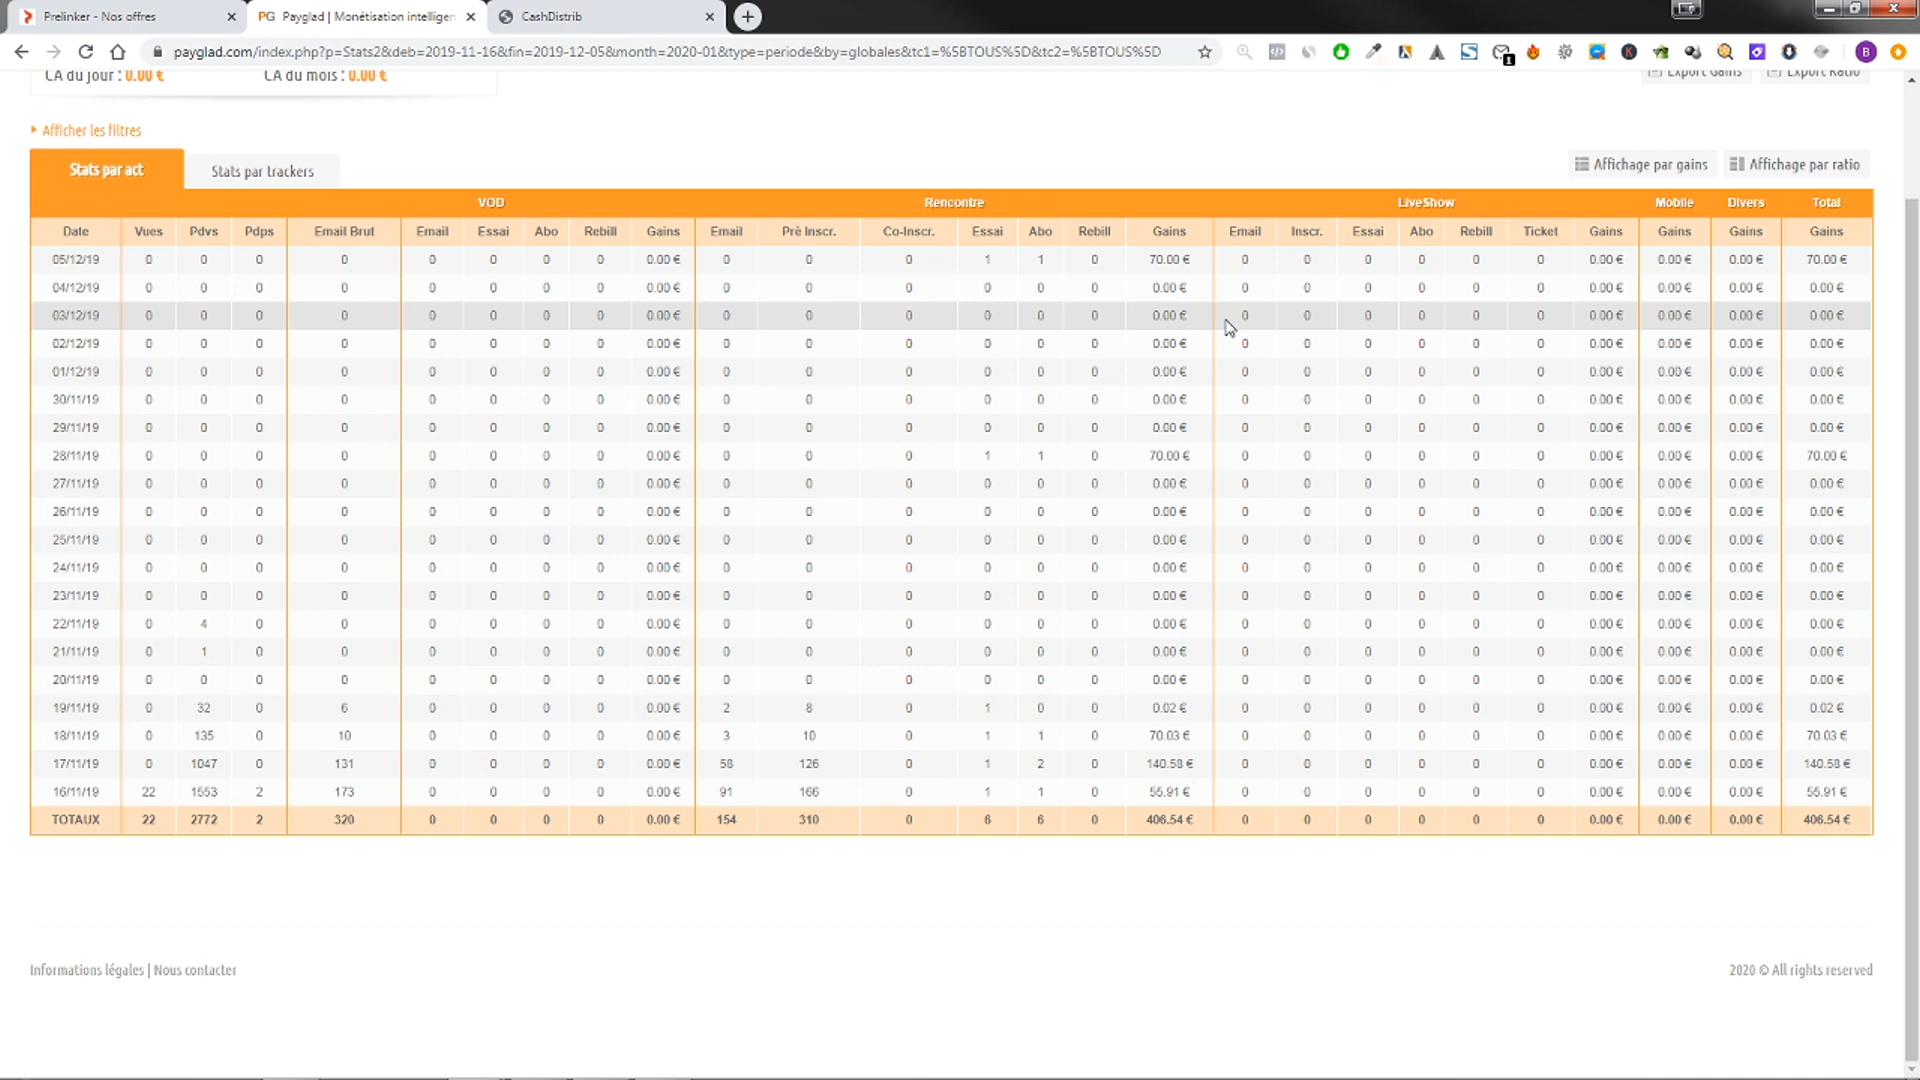 Prelinker - Nos offres
PG Payglad | Monétisation intelligen
CashDistrib
payglad.com/index.php?p=Stats2&deb=2019-11-16&fin=2019-12-05&month=2020-01&type=periode&by=globales&tc1=%5BTOUS%5D&tc2=%5BTOUS%5D
1
B
CA du jour : 0.00 € CA du mois : 0.00 €
Export Gains Export Ratio
Afficher les filtres
Stats par act Stats par trackers
Affichage par gains Affichage par ratio
VOD Rencontre LiveShow Mobile Divers Total
Date Vues Pdvs Pdps Email Brut Email Essai Abo Rebill Gains Email Pré Inscr. Co-Inscr. Essai Abo Rebill Gains Email Inscr. Essai Abo Rebill Ticket Gains Gains Gains Gains
05/12/19 0 0 0 0 0 0 0 0 0.00 € 0 0 0 1 1 0 70.00 € 0 0 0 0 0 0 0.00 € 0.00 € 0.00 € 70.00 €
04/12/19 0 0 0 0 0 0 0 0 0.00 € 0 0 0 0 0 0 0.00 € 0 0 0 0 0 0 0.00 € 0.00 € 0.00 € 0.00 €
03/12/19 0 0 0 0 0 0 0 0 0.00 € 0 0 0 0 0 0 0.00 € 0 0 0 0 0 0 0.00 € 0.00 € 0.00 € 0.00 €
02/12/19 0 0 0 0 0 0 0 0 0.00 € 0 0 0 0 0 0 0.00 € 0 0 0 0 0 0 0.00 € 0.00 € 0.00 € 0.00 €
01/12/19 0 0 0 0 0 0 0 0 0.00 € 0 0 0 0 0 0 0.00 € 0 0 0 0 0 0 0.00 € 0.00 € 0.00 € 0.00 €
30/11/19 0 0 0 0 0 0 0 0 0.00 € 0 0 0 0 0 0 0.00 € 0 0 0 0 0 0 0.00 € 0.00 € 0.00 € 0.00 €
29/11/19 0 0 0 0 0 0 0 0 0.00 € 0 0 0 0 0 0 0.00 € 0 0 0 0 0 0 0.00 € 0.00 € 0.00 € 0.00 €
28/11/19 0 0 0 0 0 0 0 0 0.00 € 0 0 0 1 1 0 70.00 € 0 0 0 0 0 0 0.00 € 0.00 € 0.00 € 70.00 €
27/11/19 0 0 0 0 0 0 0 0 0.00 € 0 0 0 0 0 0 0.00 € 0 0 0 0 0 0 0.00 € 0.00 € 0.00 € 0.00 €
26/11/19 0 0 0 0 0 0 0 0 0.00 € 0 0 0 0 0 0 0.00 € 0 0 0 0 0 0 0.00 € 0.00 € 0.00 € 0.00 €
25/11/19 0 0 0 0 0 0 0 0 0.00 € 0 0 0 0 0 0 0.00 € 0 0 0 0 0 0 0.00 € 0.00 € 0.00 € 0.00 €
24/11/19 0 0 0 0 0 0 0 0 0.00 € 0 0 0 0 0 0 0.00 € 0 0 0 0 0 0 0.00 € 0.00 € 0.00 € 0.00 €
23/11/19 0 0 0 0 0 0 0 0 0.00 € 0 0 0 0 0 0 0.00 € 0 0 0 0 0 0 0.00 € 0.00 € 0.00 € 0.00 €
22/11/19 0 4 0 0 0 0 0 0 0.00 € 0 0 0 0 0 0 0.00 € 0 0 0 0 0 0 0.00 € 0.00 € 0.00 € 0.00 €
21/11/19 0 1 0 0 0 0 0 0 0.00 € 0 0 0 0 0 0 0.00 € 0 0 0 0 0 0 0.00 € 0.00 € 0.00 € 0.00 €
20/11/19 0 0 0 0 0 0 0 0 0.00 € 0 0 0 0 0 0 0.00 € 0 0 0 0 0 0 0.00 € 0.00 € 0.00 € 0.00 €
19/11/19 0 32 0 6 0 0 0 0 0.00 € 2 8 0 1 0 0 0.02 € 0 0 0 0 0 0 0.00 € 0.00 € 0.00 € 0.02 €
18/11/19 0 135 0 10 0 0 0 0 0.00 € 3 10 0 1 1 0 70.03 € 0 0 0 0 0 0 0.00 € 0.00 € 0.00 € 70.03 €
17/11/19 0 1047 0 131 0 0 0 0 0.00 € 58 126 0 1 2 0 140.58 € 0 0 0 0 0 0 0.00 € 0.00 € 0.00 € 140.58 €
16/11/19 22 1553 2 173 0 0 0 0 0.00 € 91 166 0 1 1 0 55.91 € 0 0 0 0 0 0 0.00 € 0.00 € 0.00 € 55.91 €
TOTAUX 22 2772 2 320 0 0 0 0 0.00 € 154 310 0 6 6 0 406.54 € 0 0 0 0 0 0 0.00 € 0.00 € 0.00 € 406.54 €
Informations légales | Nous contacter
2020 © All rights reserved